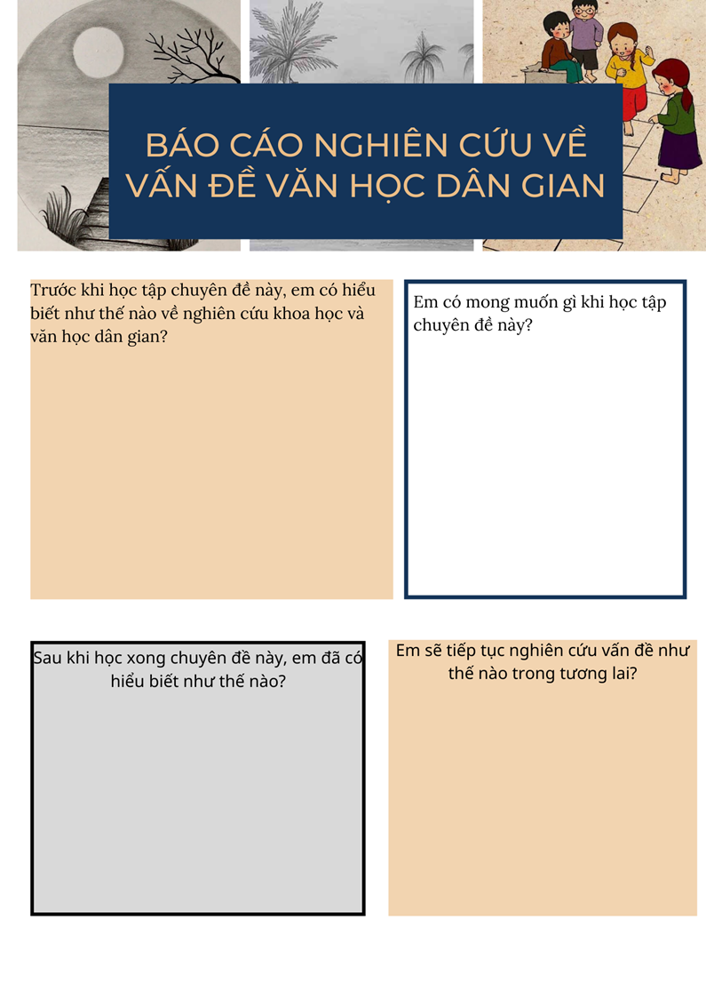 BÁO CÁO NGHIÊN CỨU VỀ
VẤN ĐỀ VĂN HỌC DÂN GIAN
Trước khi học tập chuyên đề này, em có hiểu
biết như thế nào về nghiên cứu khoa học và
văn học dân gian?
Em có mong muốn gì khi học tập
chuyên đề này?
Sau khi học xong chuyên đề này, em đã có
hiểu biết như thế nào?
Em sẽ tiếp tục nghiên cứu vấn đề như
thế nào trong tương lai?